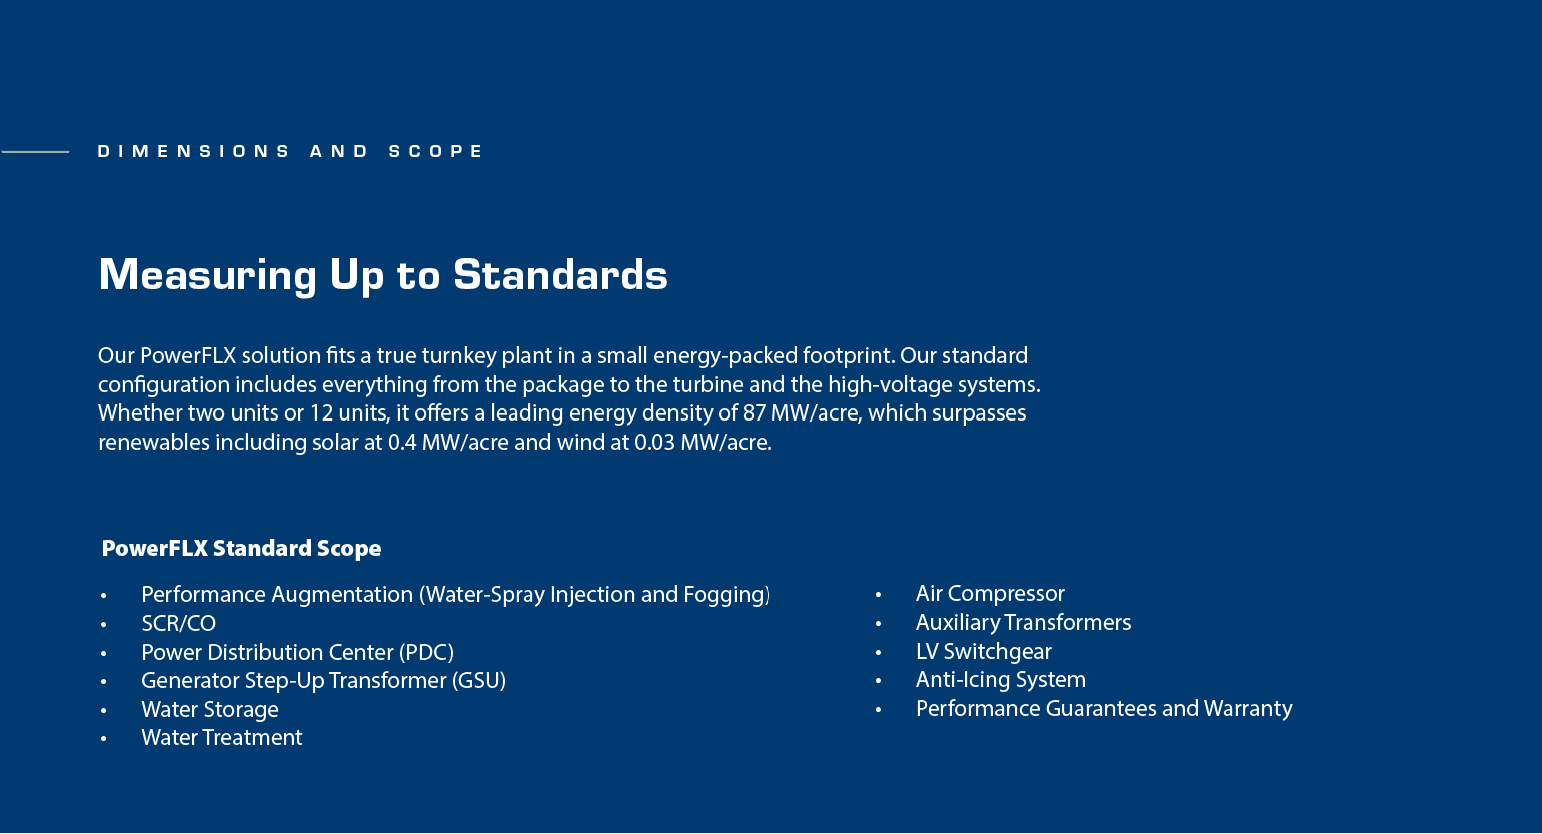 DIMENSIONS AND SCOPE
Measuring Up to Standards
Our PowerFLX solution fits a true turnkey plant in a small energy-packed footprint. Our standard
configuration includes everything from the package to the turbine and the high-voltage systems.
Whether two units or 12 units, it offers a leading energy density of 87 MW/acre, which surpasses
renewables including solar at 0.4 MW/acre and wind at 0.03 MW/acre.
PowerFLX Standard Scope
• Performance Augmentation (Water-Spray Injection and Fogging)
• SCR/CO
• Power Distribution Center (PDC)
• Generator Step-Up Transformer (GSU)
• Water Storage
• Water Treatment
• Air Compressor
• Auxiliary Transformers
• LV Switchgear
• Anti-Icing System
• Performance Guarantees and Warranty